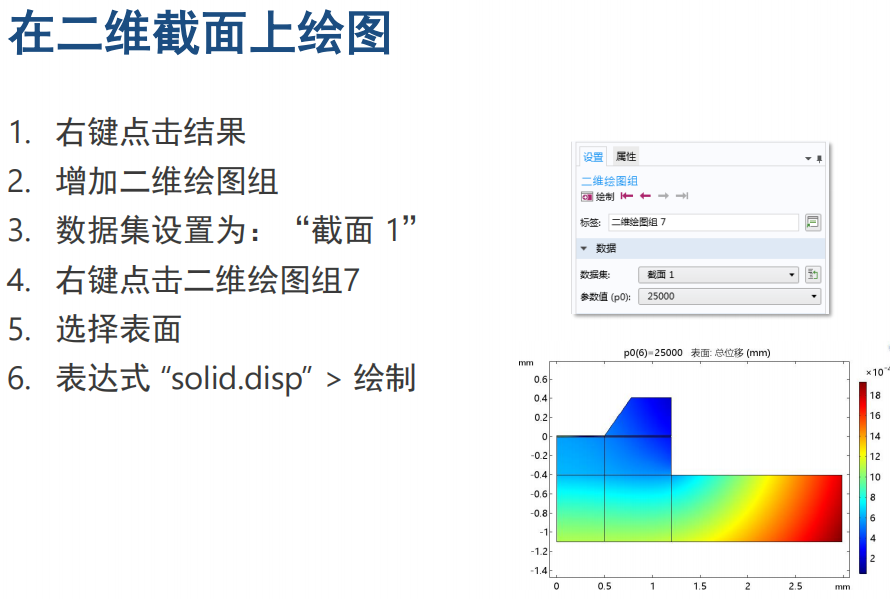 在二维截面上绘图
1. 右键点击结果
2. 增加二维绘图组
3. 数据集设置为：“截面 1”
4. 右键点击二维绘图组7
5. 选择表面
6. 表达式 “solid.disp” > 绘制
设置 属性
二维绘图组
绘制
标签: 二维绘图组 7
数据
数据集: 截面 1
参数值 (p0): 25000
p0(6)=25000 表面: 总位移 (mm)
mm
×10⁻⁴
0.6
0.4
0.2
0
-0.2
-0.4
-0.6
-0.8
-1
-1.2
-1.4
18
16
14
12
10
8
6
4
2
0 0.5 1 1.5 2 2.5 mm